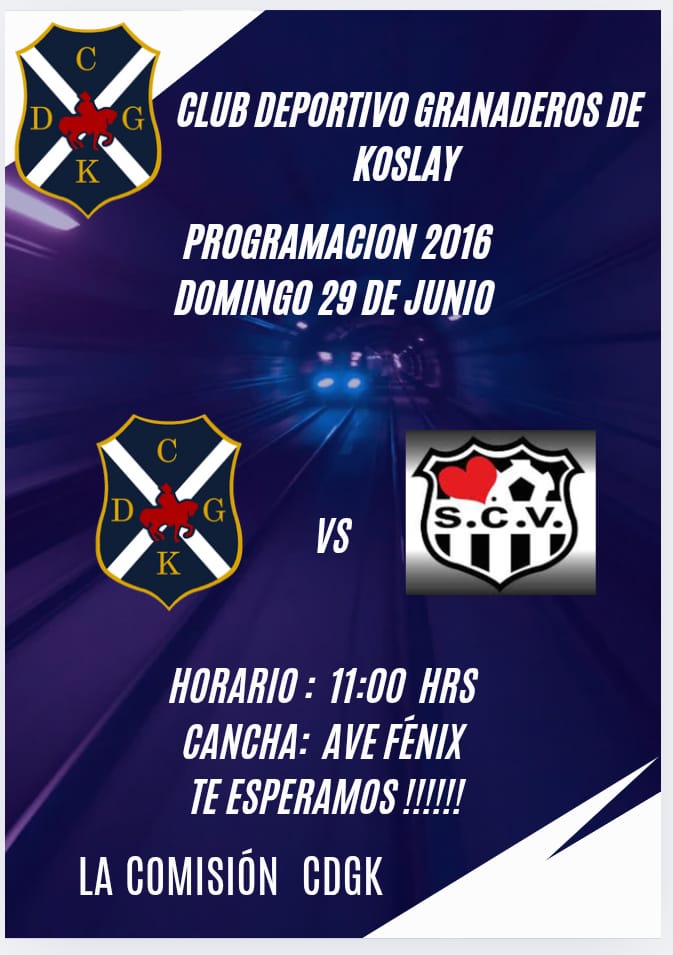 C
D G
K
CLUB DEPORTIVO GRANADEROS DE
KOSLAY
PROGRAMACION 2016
DOMINGO 29 DE JUNIO
C
D G
K
VS
S.C.V.
HORARIO : 11:00 HRS
CANCHA: AVE FÉNIX
TE ESPERAMOS !!!!!!
LA COMISIÓN CDGK